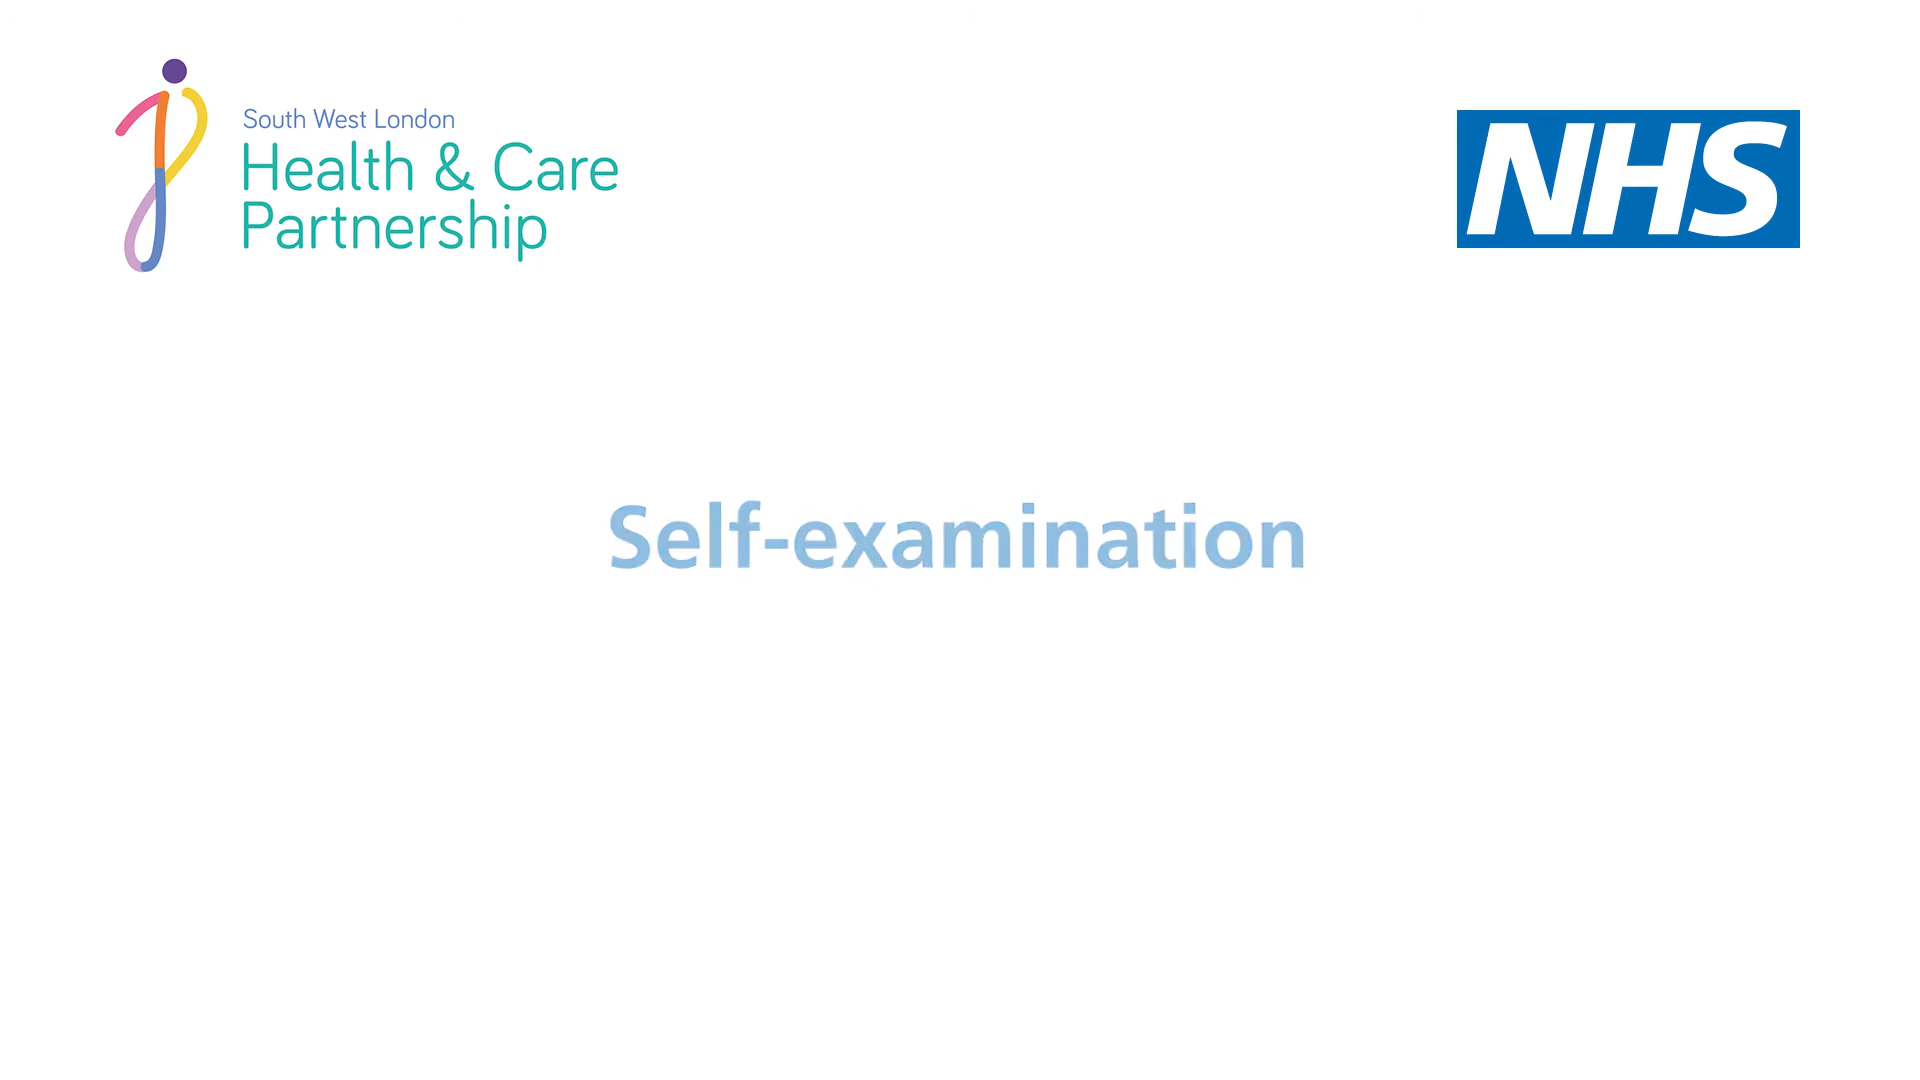 South West London
Health & Care
Partnership
NHS
Self-examination